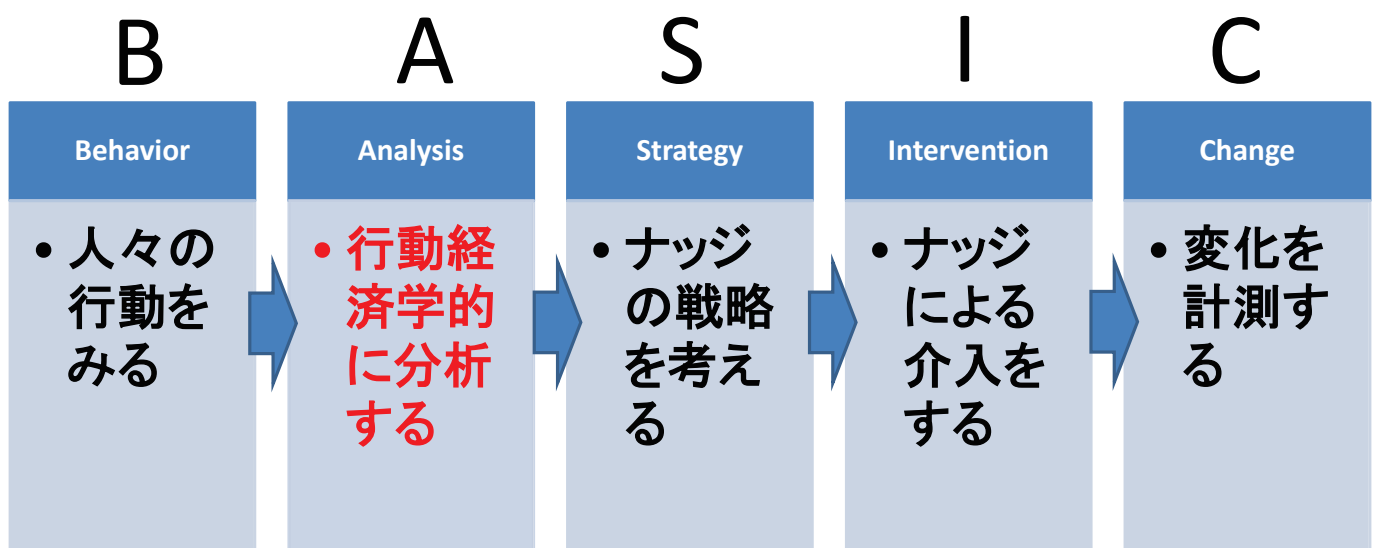 B
A
S
I
C
Behavior
Analysis
Strategy
Intervention
Change
• 人々の
行動を
みる
• 行動経
済学的
に分析
する
• ナッジ
の戦略
を考え
る
• ナッジ
による
介入を
する
• 変化を
計測す
る